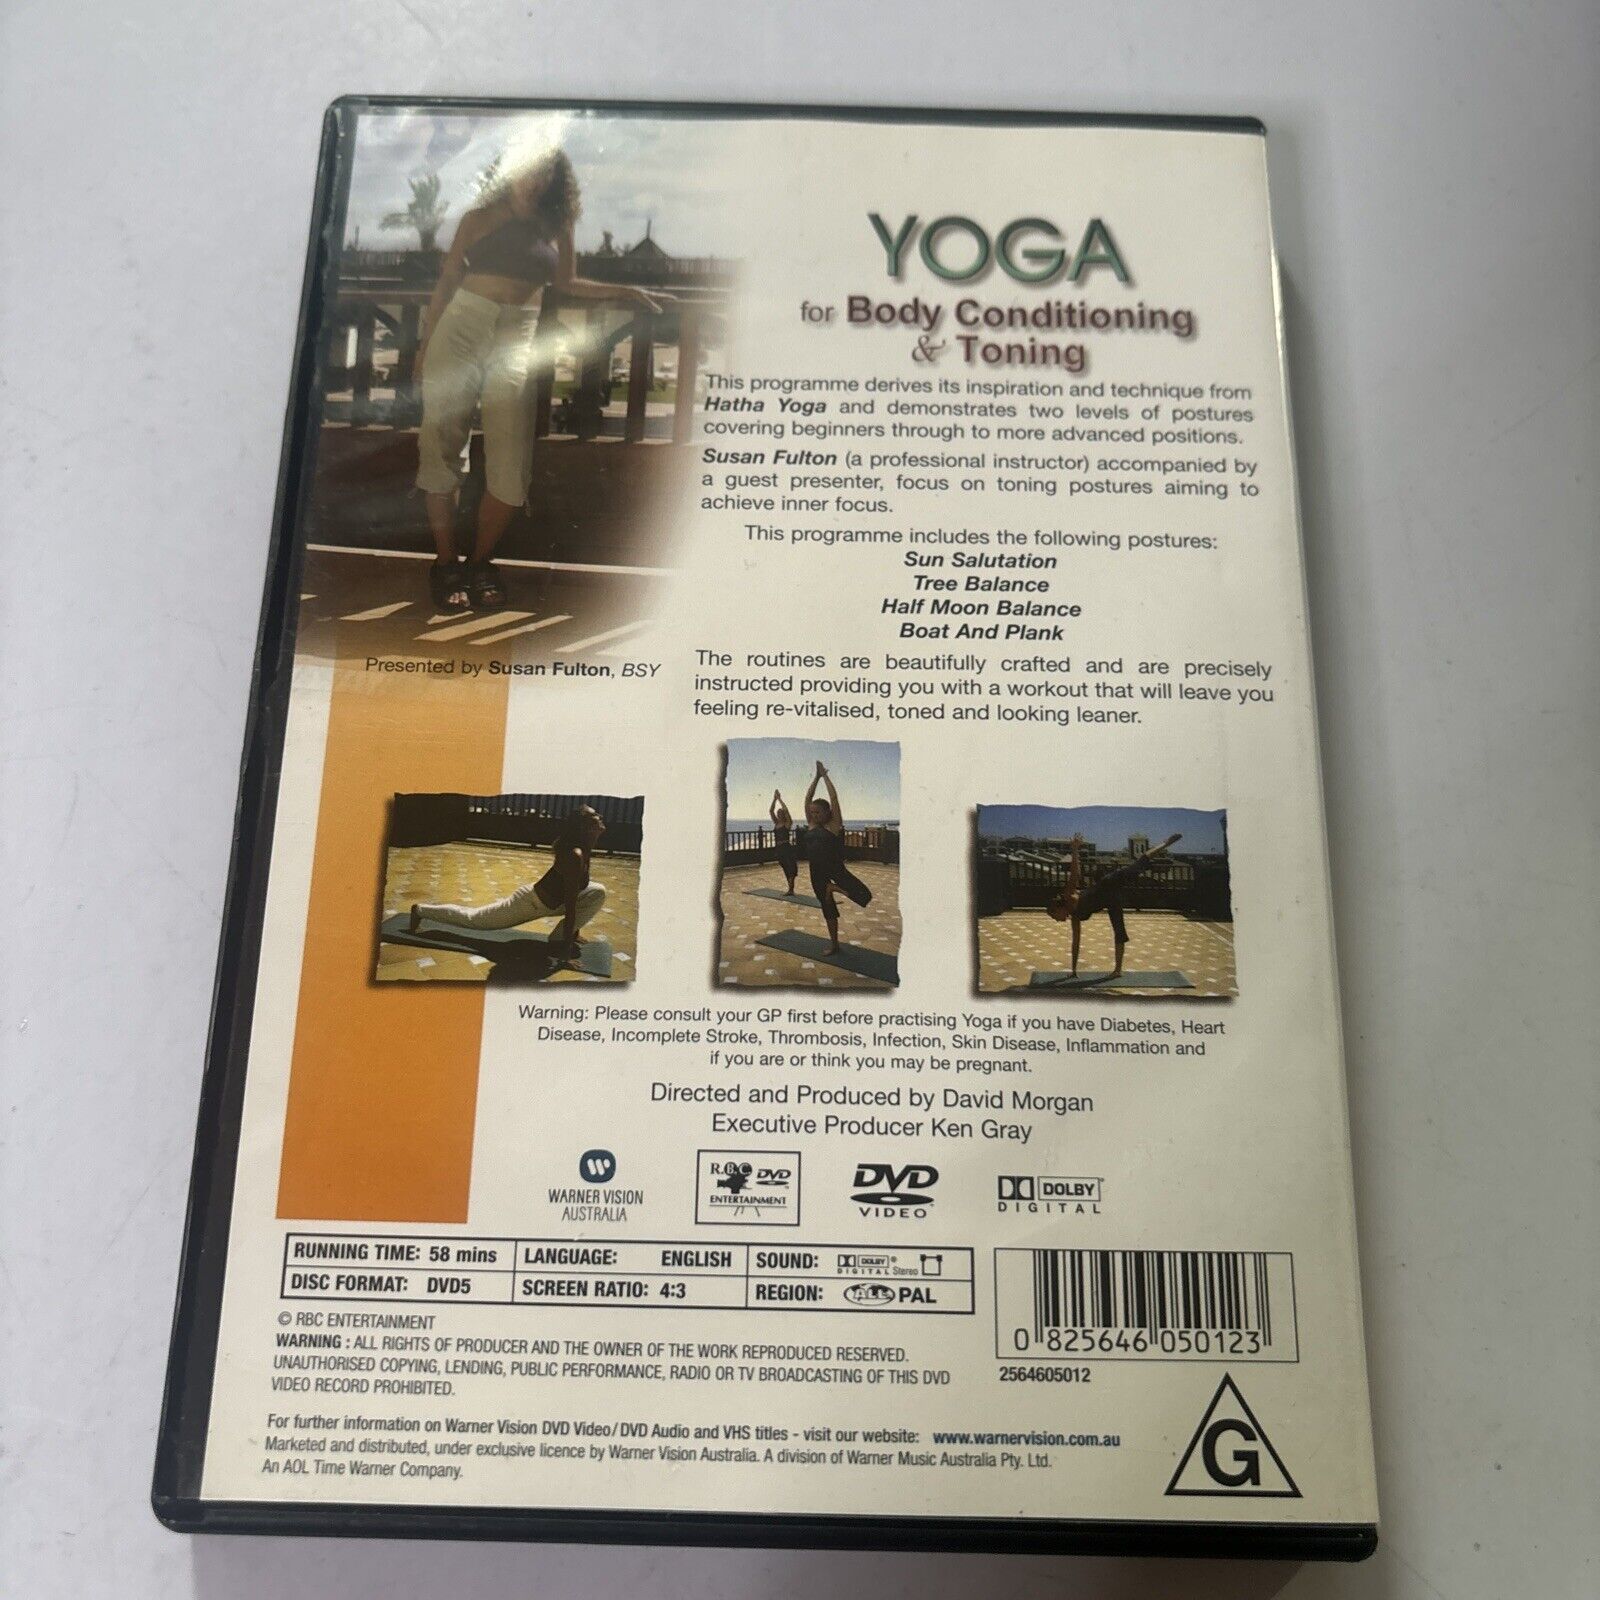 YOGA
for Body Conditioning
& Toning
This programme derives its inspiration and technique from
Hatha Yoga and demonstrates two levels of postures
covering beginners through to more advanced positions.
Susan Fulton (a professional instructor) accompanied by
a guest presenter, focus on toning postures aiming to
achieve inner focus.
This programme includes the following postures:
Sun Salutation
Tree Balance
Half Moon Balance
Boat And Plank
Presented by Susan Fulton, BSY
The routines are beautifully crafted and are precisely
instructed providing you with a workout that will leave you
feeling re-vitalised, toned and looking leaner.
Warning: Please consult your GP first before practising Yoga if you have Diabetes, Heart
Disease, Incomplete Stroke, Thrombosis, Infection, Skin Disease, Inflammation and
if you are or think you may be pregnant.
Directed and Produced by David Morgan
Executive Producer Ken Gray
WARNER VISION
AUSTRALIA
R.B.C DVD
ENTERTAINMENT
DVD
VIDEO
DOLBY
DIGITAL
RUNNING TIME: 58 mins LANGUAGE: ENGLISH SOUND: DOLBY DIGITAL Stereo
DISC FORMAT: DVD5 SCREEN RATIO: 4:3 REGION: ALL PAL
© RBC ENTERTAINMENT
WARNING : ALL RIGHTS OF PRODUCER AND THE OWNER OF THE WORK REPRODUCED RESERVED.
UNAUTHORISED COPYING, LENDING, PUBLIC PERFORMANCE, RADIO OR TV BROADCASTING OF THIS DVD
VIDEO RECORD PROHIBITED.
0 825646 050123
2564605012
For further information on Warner Vision DVD Video/DVD Audio and VHS titles - visit our website: www.warnervision.com.au
Marketed and distributed, under exclusive licence by Warner Vision Australia. A division of Warner Music Australia Pty. Ltd.
An AOL Time Warner Company.
G